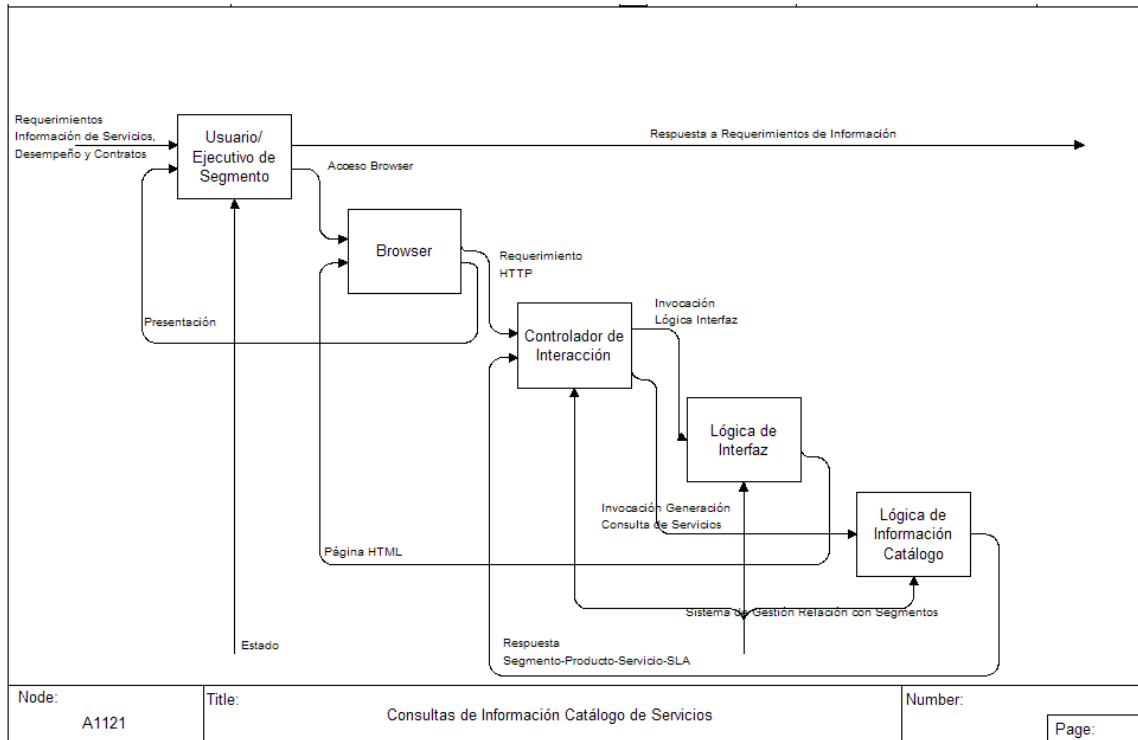 Requerimientos
Información de Servicios,
Desempeño y Contratos
Usuario/
Ejecutivo de
Segmento
Respuesta a Requerimientos de Información
Acceso Browser
Browser
Requerimiento
HTTP
Presentación
Controlador de
Interacción
Invocación
Lógica Interfaz
Lógica de
Interfaz
Invocación Generación
Consulta de Servicios
Lógica de
Información
Catálogo
Página HTML
Sistema de Gestión Relación con Segmentos
Estado
Respuesta
Segmento-Producto-Servicio-SLA
Node:
A1121
Title:
Consultas de Información Catálogo de Servicios
Number:
Page: